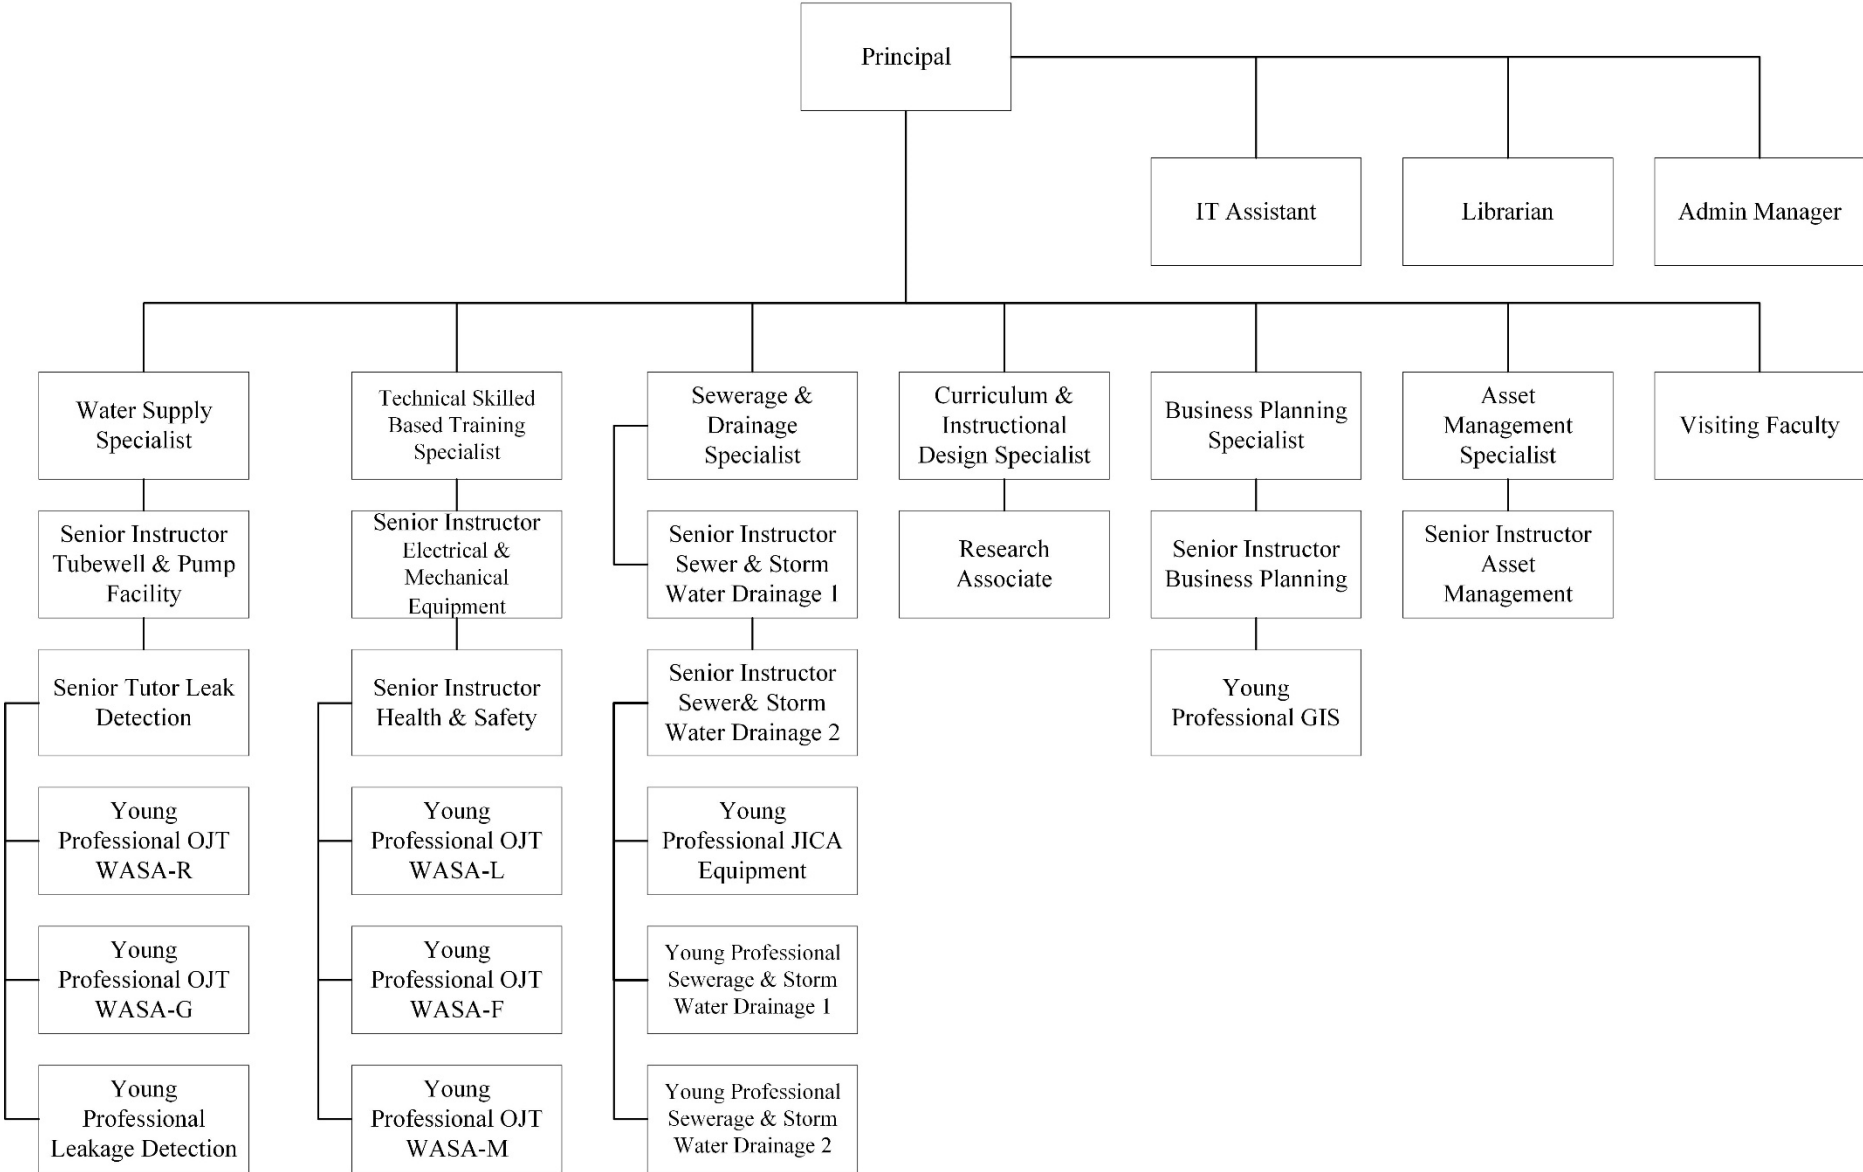 Principal
IT Assistant
Librarian
Admin Manager
Water Supply
Specialist
Technical Skilled
Based Training
Specialist
Sewerage &
Drainage
Specialist
Curriculum &
Instructional
Design Specialist
Business Planning
Specialist
Asset
Management
Specialist
Visiting Faculty
Senior Instructor
Tubewell & Pump
Facility
Senior Instructor
Electrical &
Mechanical
Equipment
Senior Instructor
Sewer & Storm
Water Drainage 1
Research
Associate
Senior Instructor
Business Planning
Senior Instructor
Asset
Management
Senior Tutor Leak
Detection
Senior Instructor
Health & Safety
Senior Instructor
Sewer& Storm
Water Drainage 2
Young
Professional GIS
Young
Professional OJT
WASA-R
Young
Professional OJT
WASA-L
Young
Professional JICA
Equipment
Young
Professional OJT
WASA-G
Young
Professional OJT
WASA-F
Young Professional
Sewerage & Storm
Water Drainage 1
Young
Professional
Leakage Detection
Young
Professional OJT
WASA-M
Young Professional
Sewerage & Storm
Water Drainage 2